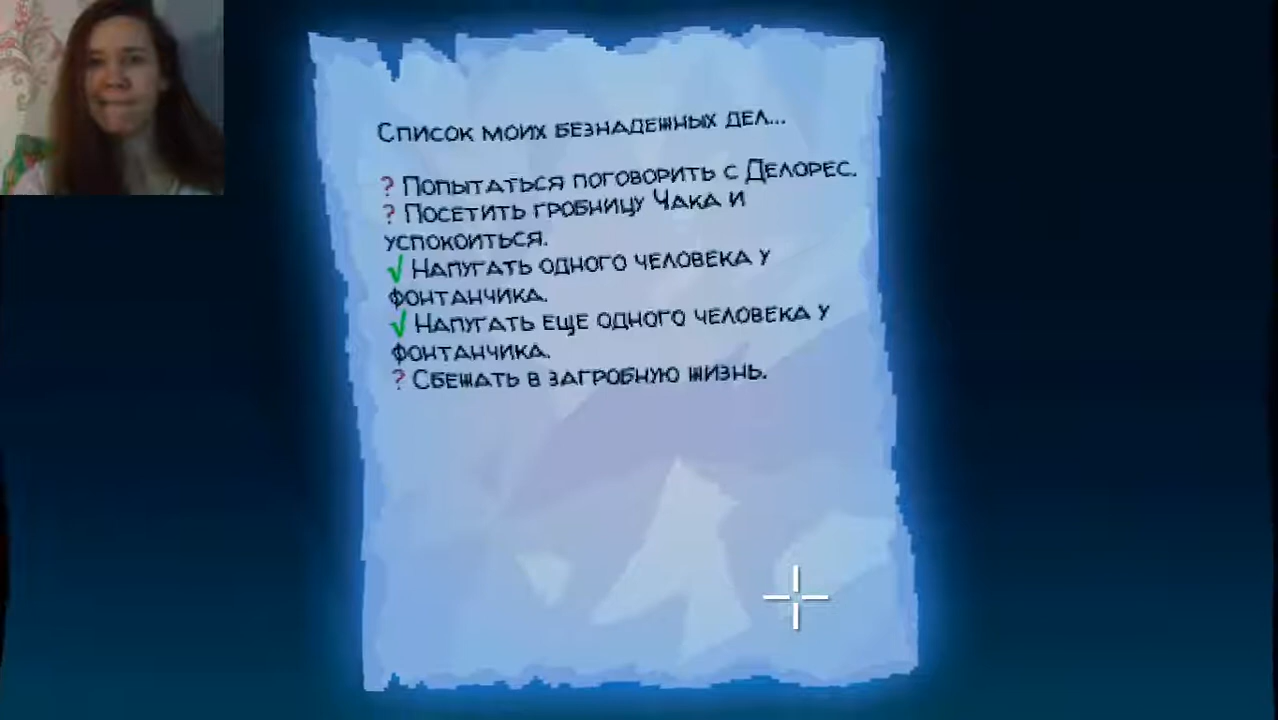 Список моих безнадежных дел...
? Попытаться поговорить с Делорес.
? Посетить гробницу Чака и
успокоиться.
√ Напугать одного человека у
фонтанчика.
√ Напугать еще одного человека у
фонтанчика.
? Сбежать в загробную жизнь.